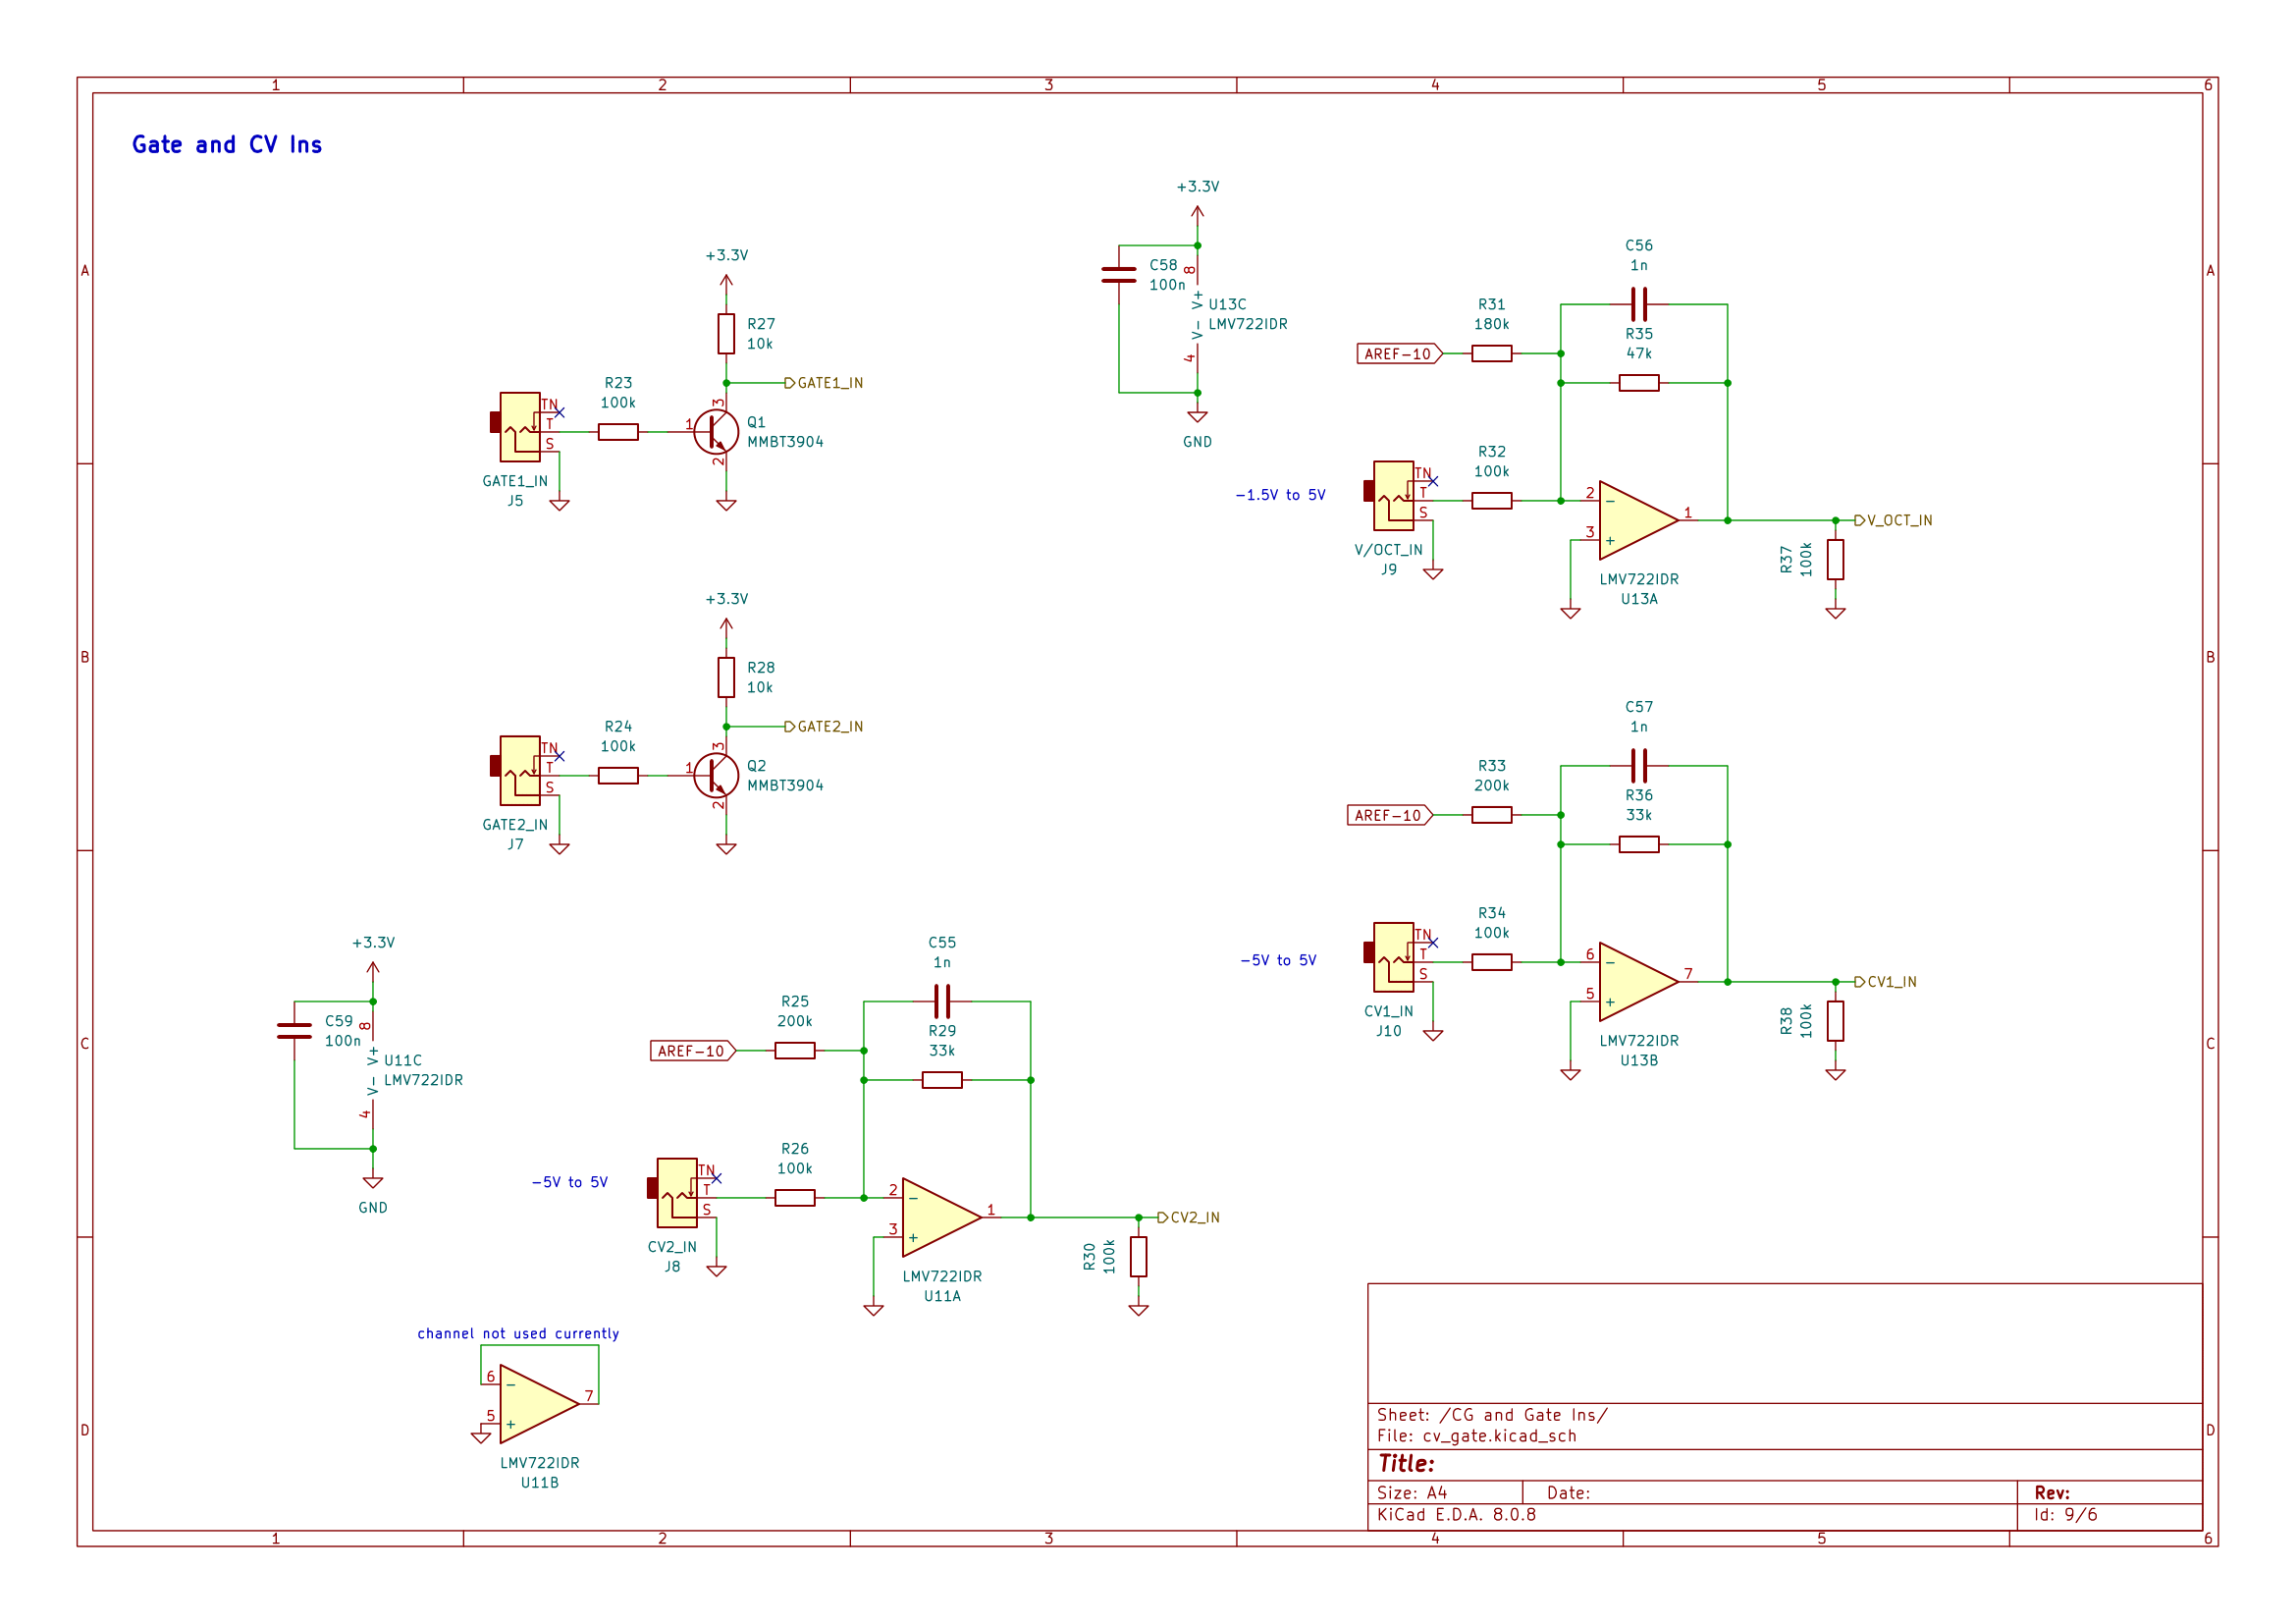 1 2 3 4 5 6
Gate and CV Ins
A
A
B
B
C
C
D
D
+3.3V
R27
10k
GATE1_IN
R23
100k
TN
T
S
1
3
2
Q1
MMBT3904
GATE1_IN
J5
+3.3V
C58
100n
8
V+
V-
4
U13C
LMV722IDR
GND
C56
1n
R31
180k
R35
47k
AREF-10
R32
100k
-1.5V to 5V
TN
T
S
V/OCT_IN
J9
2
3
1
−
+
LMV722IDR
U13A
V_OCT_IN
R37
100k
+3.3V
R28
10k
GATE2_IN
R24
100k
TN
T
S
1
3
2
Q2
MMBT3904
GATE2_IN
J7
C57
1n
R33
200k
R36
33k
AREF-10
R34
100k
-5V to 5V
TN
T
S
CV1_IN
J10
6
5
7
−
+
LMV722IDR
U13B
CV1_IN
R38
100k
+3.3V
C59
100n
8
V+
V-
4
U11C
LMV722IDR
GND
C55
1n
R25
200k
R29
33k
AREF-10
R26
100k
-5V to 5V
TN
T
S
CV2_IN
J8
2
3
1
−
+
LMV722IDR
U11A
CV2_IN
R30
100k
channel not used currently
6
5
7
−
+
LMV722IDR
U11B
Sheet: /CG and Gate Ins/
File: cv_gate.kicad_sch
Title:
Size: A4 Date: Rev:
KiCad E.D.A. 8.0.8 Id: 9/6
1 2 3 4 5 6